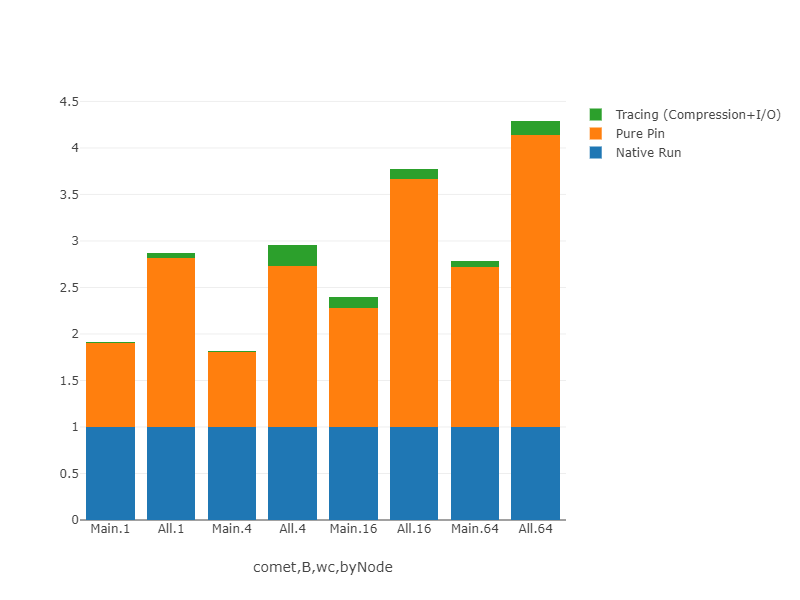 4.5
4
3.5
3
2.5
2
1.5
1
0.5
0
Main.1 All.1 Main.4 All.4 Main.16 All.16 Main.64 All.64
comet,B,wc,byNode
Tracing (Compression+I/O)
Pure Pin
Native Run